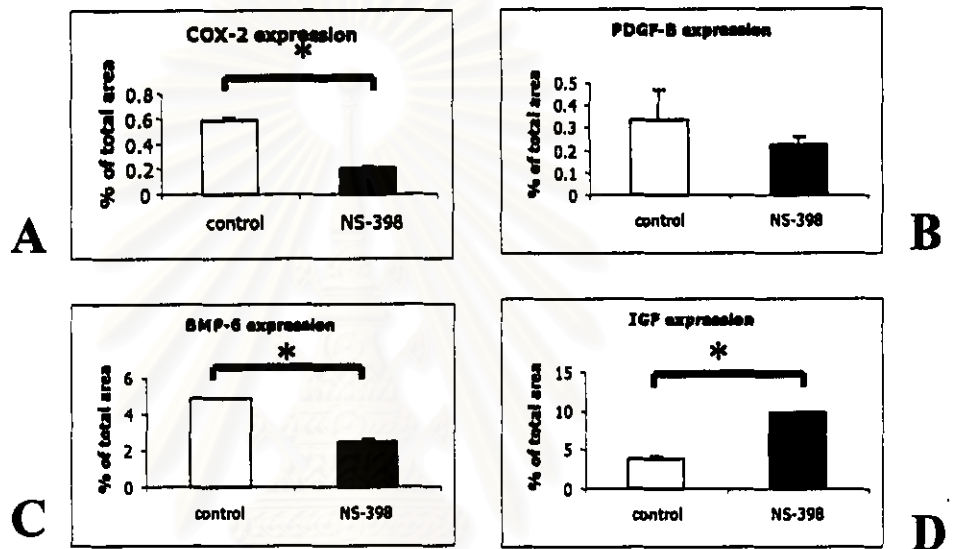 COX-2 expression
*
% of total area
0.8
0.6
0.4
0.2
0
control NS-398
A
PDGF-B expression
% of total area
0.5
0.4
0.3
0.2
0.1
0
control NS-398
B
BMP-6 expression
*
% of total area
6
4
2
0
control NS-398
C
IGF expression
*
% of total area
15
10
5
0
control NS-398
D